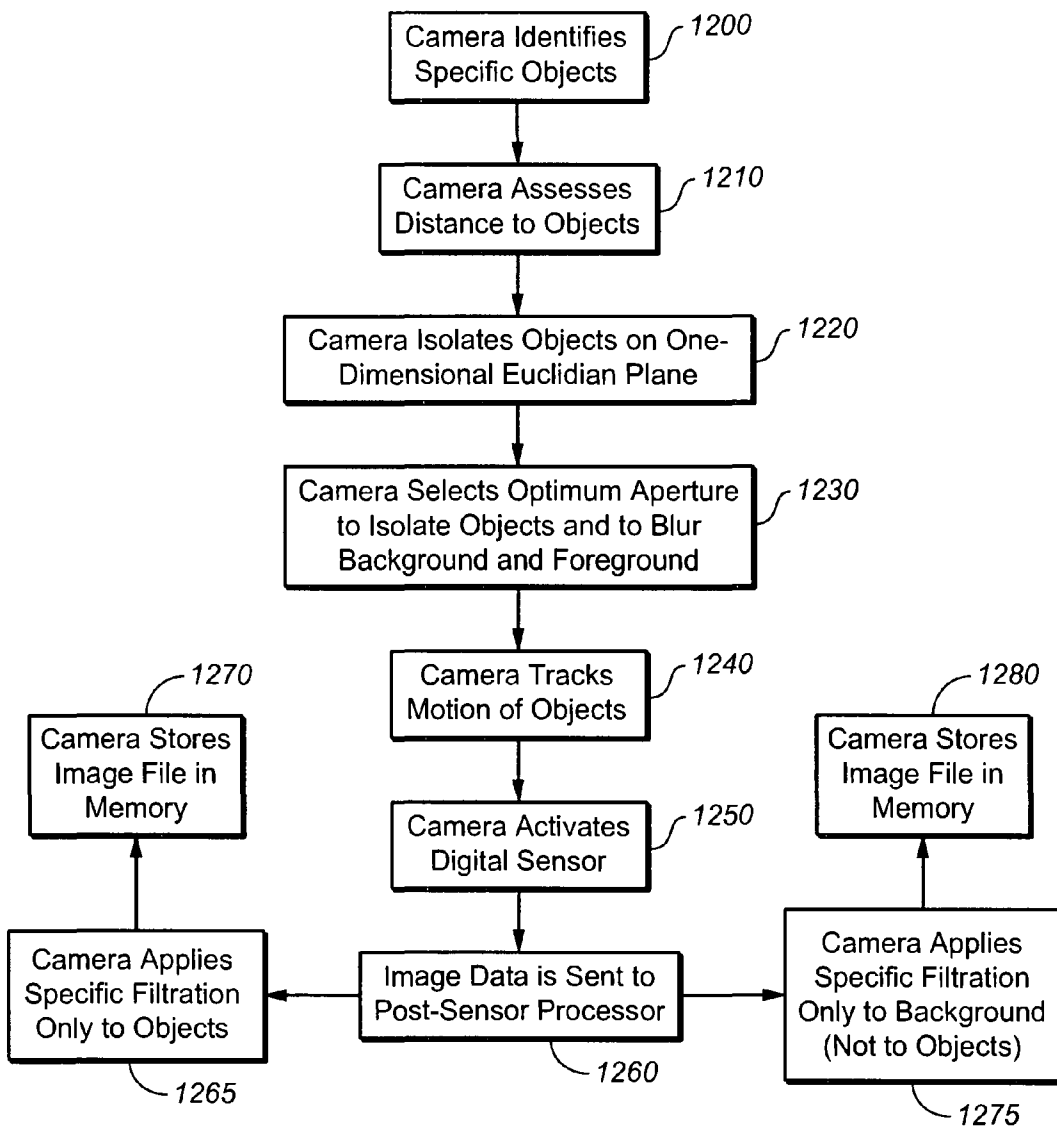 Camera Identifies
Specific Objects
1200
Camera Assesses
Distance to Objects
1210
Camera Isolates Objects on One-
Dimensional Euclidian Plane
1220
Camera Selects Optimum Aperture
to Isolate Objects and to Blur
Background and Foreground
1230
Camera Tracks
Motion of Objects
1240
1270
Camera Stores
Image File in
Memory
1280
Camera Stores
Image File in
Memory
Camera Activates
Digital Sensor
1250
Camera Applies
Specific Filtration
Only to Objects
1265
Image Data is Sent to
Post-Sensor Processor
1260
Camera Applies
Specific Filtration
Only to Background
(Not to Objects)
1275